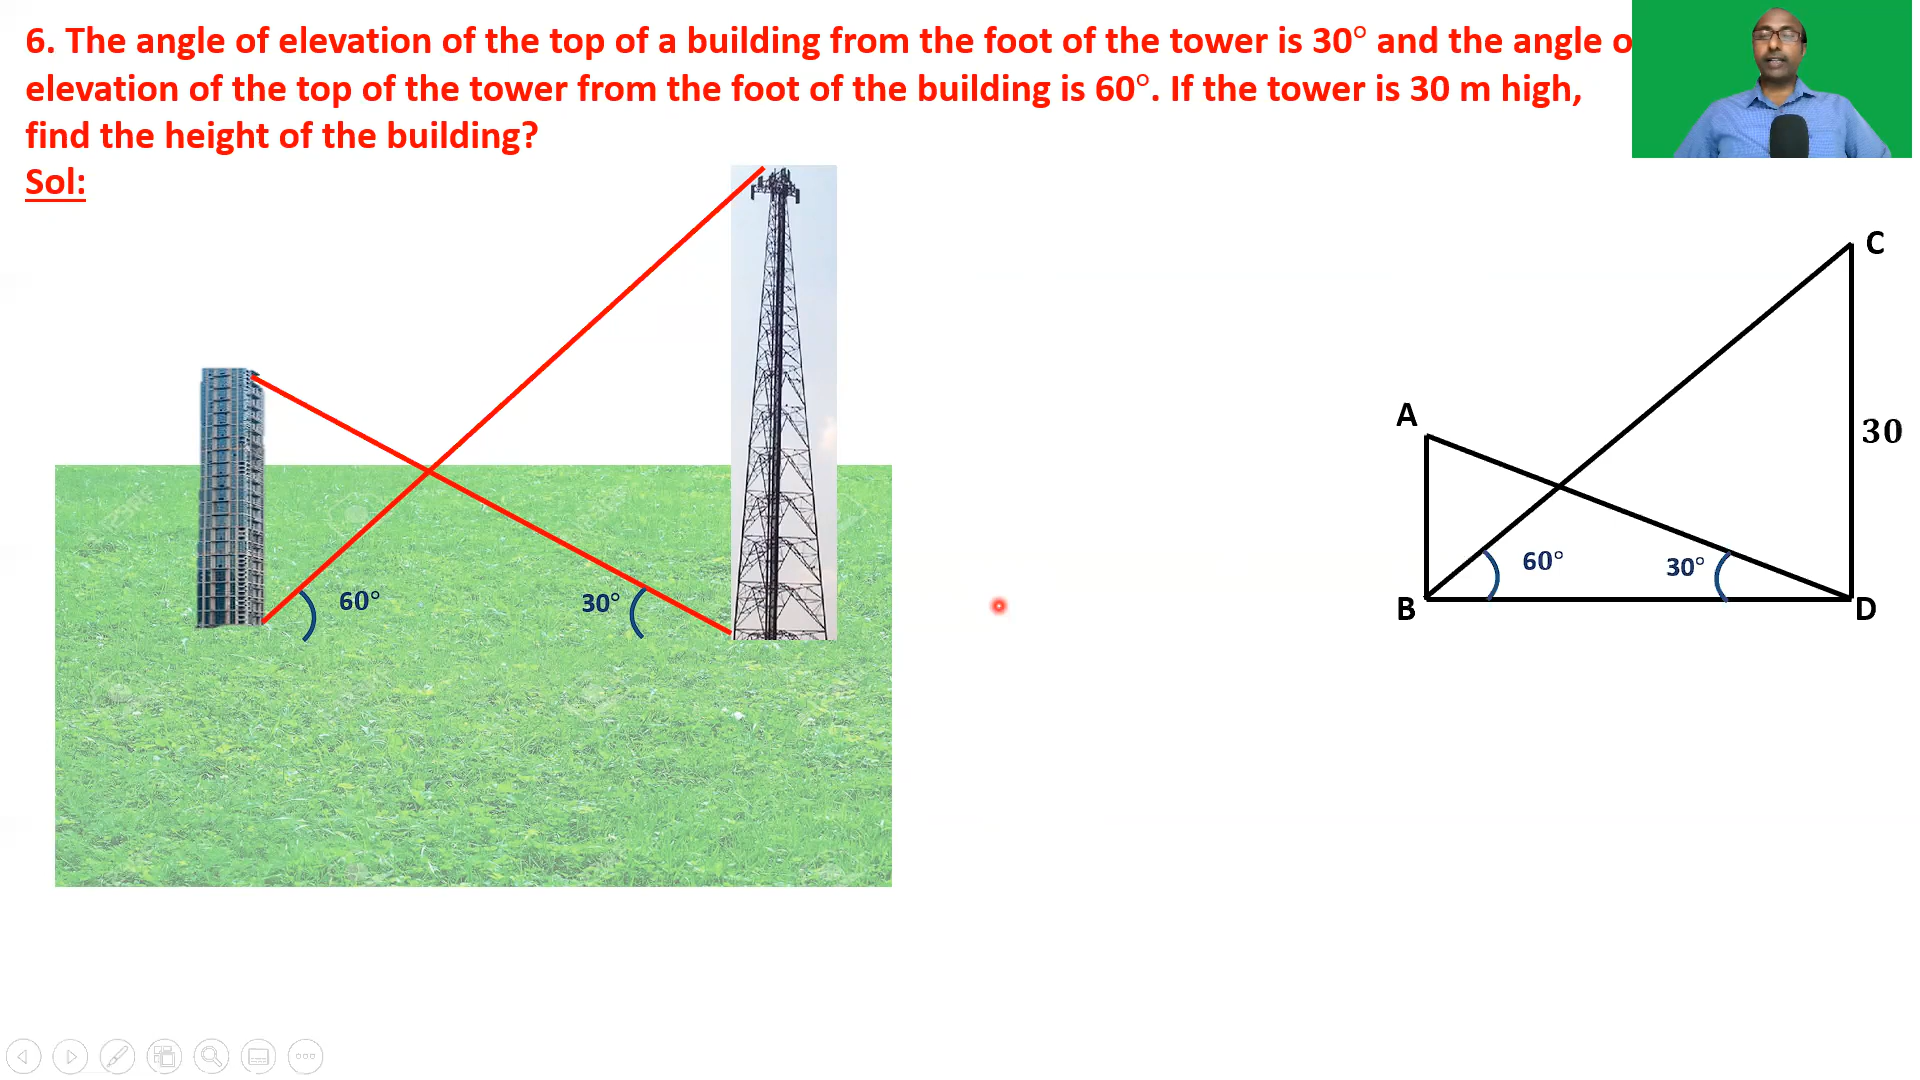 6. The angle of elevation of the top of a building from the foot of the tower is 30° and the angle o
elevation of the top of the tower from the foot of the building is 60°. If the tower is 30 m high,
find the height of the building?
Sol:
60°
30°
C
A
30
60°
30°
B
D